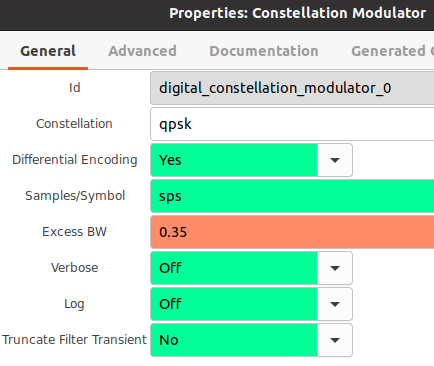 Properties: Constellation Modulator
General Advanced Documentation Generated
Id digital_constellation_modulator_0
Constellation qpsk
Differential Encoding Yes
Samples/Symbol sps
Excess BW 0.35
Verbose Off
Log Off
Truncate Filter Transient No